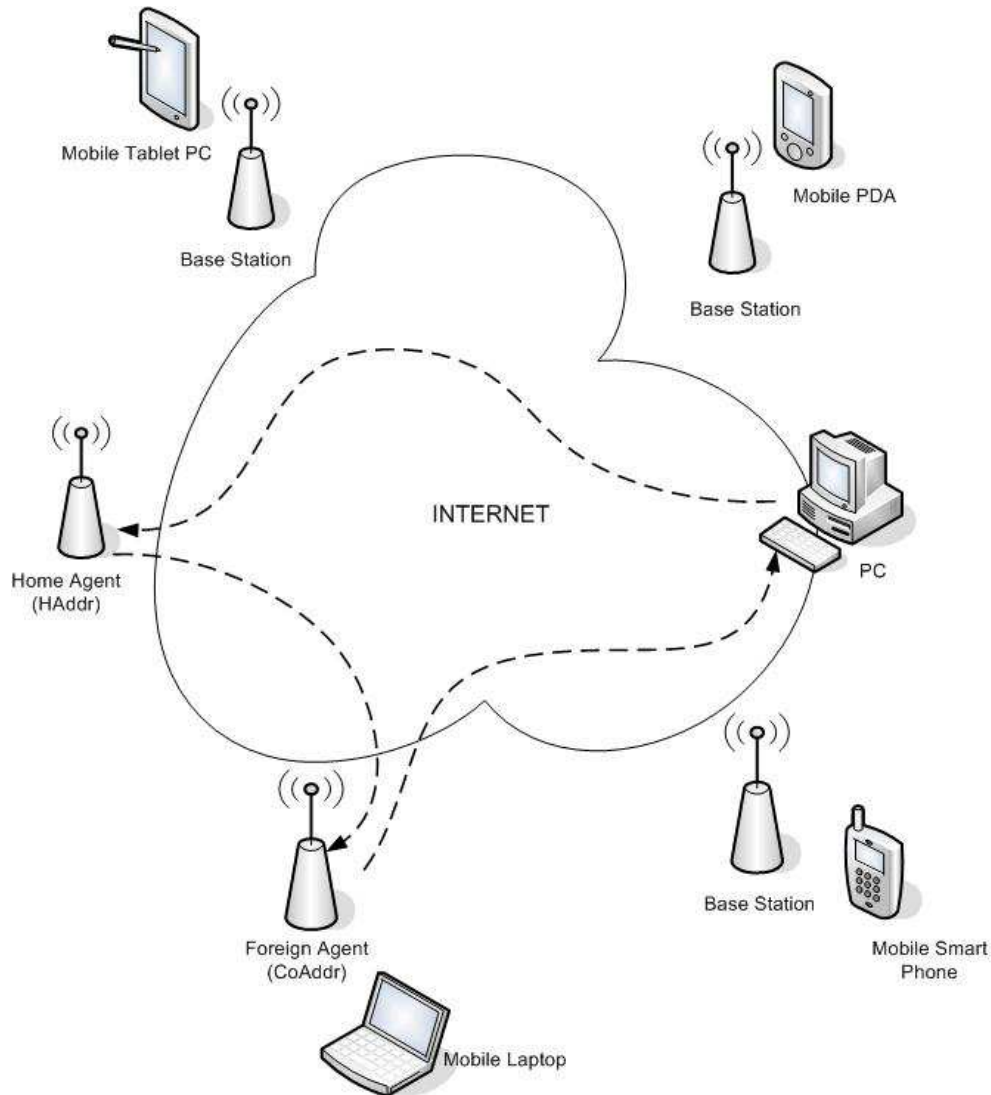 Mobile Tablet PC
Base Station
Mobile PDA
Base Station
INTERNET
PC
Home Agent
(HAddr)
Base Station
Foreign Agent
(CoAddr)
Mobile Smart
Phone
Mobile Laptop